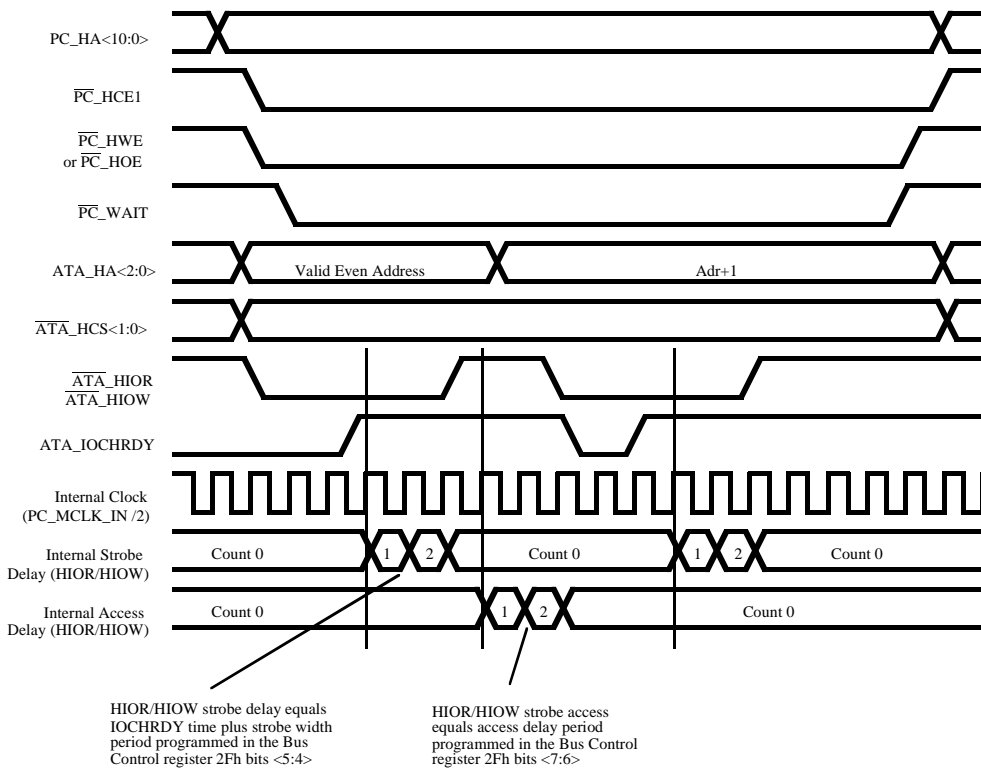 PC_HA<10:0>
PC_HCE1
PC_HWE
or PC_HOE
PC_WAIT
ATA_HA<2:0>
Valid Even Address
Adr+1
ATA_HCS<1:0>
ATA_HIOR
ATA_HIOW
ATA_IOCHRDY
Internal Clock
(PC_MCLK_IN /2)
Internal Strobe
Delay (HIOR/HIOW)
Count 0
1
2
Count 0
1
2
Count 0
Internal Access
Delay (HIOR/HIOW)
Count 0
1
2
Count 0
HIOR/HIOW strobe delay equals
IOCHRDY time plus strobe width
period programmed in the Bus
Control register 2Fh bits <5:4>
HIOR/HIOW strobe access
equals access delay period
programmed in the Bus Control
register 2Fh bits <7:6>